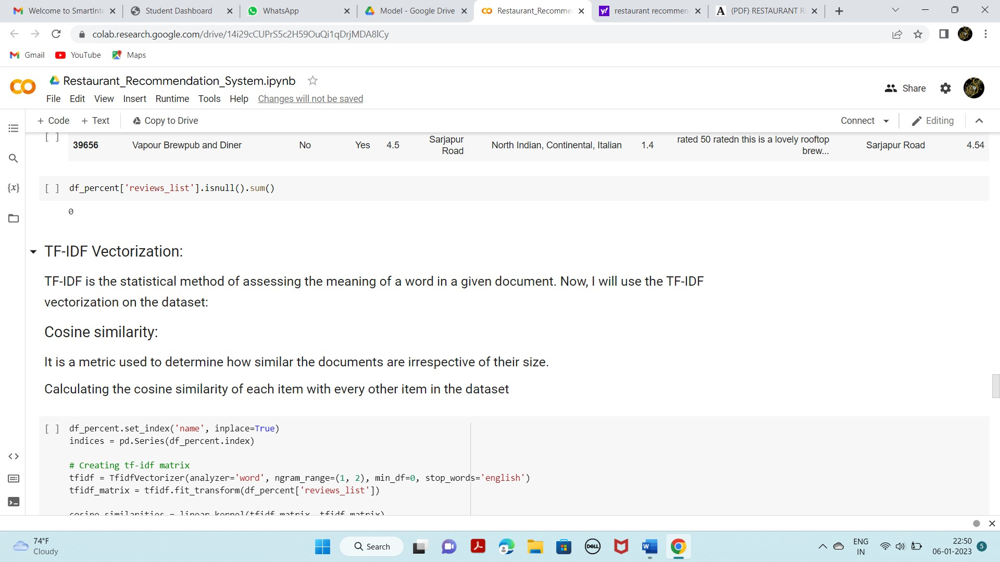 Welcome to SmartInte
Student Dashboard
WhatsApp
Model - Google Drive
Restaurant_Recomme
restaurant recommen
(PDF) RESTAURANT R
colab.research.google.com/drive/14i29cCUPrS5c2H59OuQi1qDrjMDA8lCy
Gmail YouTube Maps
Restaurant_Recommendation_System.ipynb
File Edit View Insert Runtime Tools Help Changes will not be saved
Share
+ Code + Text Copy to Drive
Connect Editing
[ ] 39656 Vapour Brewpub and Diner No Yes 4.5 Sarjapur Road North Indian, Continental, Italian 1.4 rated 50 ratedn this is a lovely rooftop brew... Sarjapur Road 4.54
[ ] df_percent['reviews_list'].isnull().sum()
0
TF-IDF Vectorization:
TF-IDF is the statistical method of assessing the meaning of a word in a given document. Now, I will use the TF-IDF
vectorization on the dataset:
Cosine similarity:
It is a metric used to determine how similar the documents are irrespective of their size.
Calculating the cosine similarity of each item with every other item in the dataset
[ ] df_percent.set_index('name', inplace=True)
indices = pd.Series(df_percent.index)
# Creating tf-idf matrix
tfidf = TfidfVectorizer(analyzer='word', ngram_range=(1, 2), min_df=0, stop_words='english')
tfidf_matrix = tfidf.fit_transform(df_percent['reviews_list'])
cosine_similarities = linear_kernel(tfidf_matrix, tfidf_matrix)
74°F
Cloudy
Search
DELL
ENG
IN
22:50
06-01-2023
5